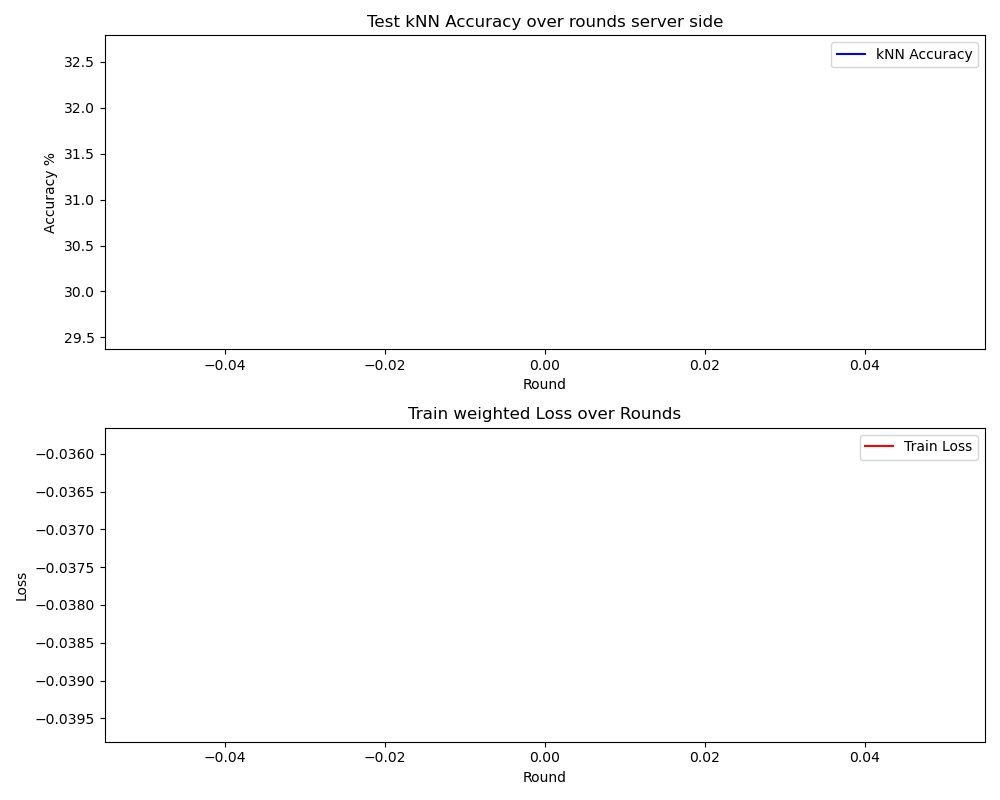 Test kNN Accuracy over rounds server side
kNN Accuracy
Accuracy %
32.5
32.0
31.5
31.0
30.5
30.0
29.5
−0.04 −0.02 0.00 0.02 0.04
Round
Train weighted Loss over Rounds
Train Loss
Loss
−0.0360
−0.0365
−0.0370
−0.0375
−0.0380
−0.0385
−0.0390
−0.0395
−0.04 −0.02 0.00 0.02 0.04
Round